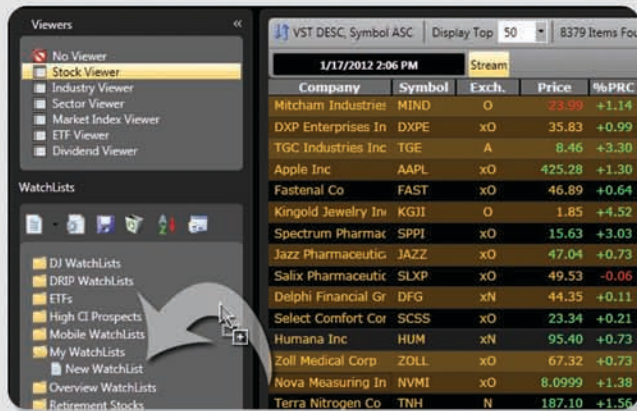 Viewers «
No Viewer
Stock Viewer
Industry Viewer
Sector Viewer
Market Index Viewer
ETF Viewer
Dividend Viewer
WatchLists
DJ WatchLists
DRIP WatchLists
ETFs
High CI Prospects
Mobile WatchLists
My WatchLists
New WatchList
Overview WatchLists
Retirement Stocks
VST DESC, Symbol ASC Display Top 50 8379 Items Fou
1/17/2012 2:06 PM Stream
Company Symbol Exch. Price %PRC
Mitcham Industries MIND O 23.99 +1.14
DXP Enterprises In DXPE xO 35.83 +0.99
TGC Industries Inc TGE A 8.46 +3.30
Apple Inc AAPL xO 425.28 +1.30
Fastenal Co FAST xO 46.89 +0.64
Kingold Jewelry In KGJI O 1.85 +4.52
Spectrum Pharmac SPPI xO 15.63 +3.03
Jazz Pharmaceutic JAZZ xO 47.04 +0.73
Salix Pharmaceutic SLXP xO 49.53 -0.06
Delphi Financial Gr DFG xN 44.35 +0.11
Select Comfort Cor SCSS xO 23.34 +0.21
Humana Inc HUM xN 95.40 +0.73
Zoll Medical Corp ZOLL xO 67.32 +0.73
Nova Measuring In NVMI xO 8.0999 +1.38
Terra Nitrogen Co TNH N 187.10 +1.56